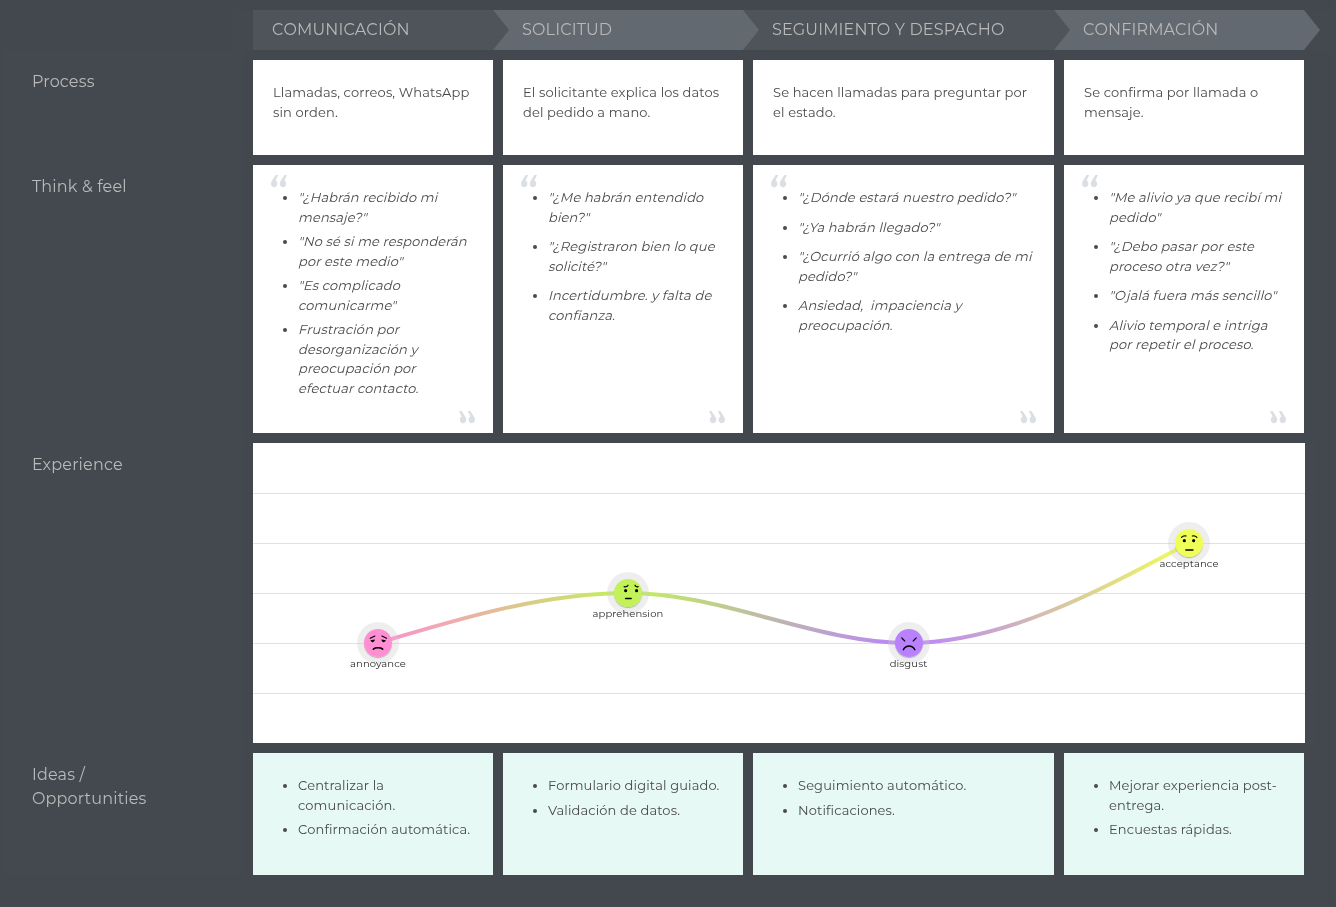 COMUNICACIÓN
SOLICITUD
SEGUIMIENTO Y DESPACHO
CONFIRMACIÓN
Process
Llamadas, correos, WhatsApp
sin orden.
El solicitante explica los datos
del pedido a mano.
Se hacen llamadas para preguntar por
el estado.
Se confirma por llamada o
mensaje.
Think & feel
“
• "¿Habrán recibido mi
mensaje?"
• "No sé si me responderán
por este medio"
• "Es complicado
comunicarme"
• Frustración por
desorganización y
preocupación por
efectuar contacto.
”
“
• "¿Me habrán entendido
bien?"
• "¿Registraron bien lo que
solicité?"
• Incertidumbre. y falta de
confianza.
”
“
• "¿Dónde estará nuestro pedido?"
• "¿Ya habrán llegado?"
• "¿Ocurrió algo con la entrega de mi
pedido?"
• Ansiedad,  impaciencia y
preocupación.
”
“
• "Me alivio ya que recibí mi
pedido"
• "¿Debo pasar por este
proceso otra vez?"
• "Ojalá fuera más sencillo"
• Alivio temporal e intriga
por repetir el proceso.
”
Experience
annoyance
apprehension
disgust
acceptance
Ideas /
Opportunities
• Centralizar la
comunicación.
• Confirmación automática.
• Formulario digital guiado.
• Validación de datos.
• Seguimiento automático.
• Notificaciones.
• Mejorar experiencia post-
entrega.
• Encuestas rápidas.